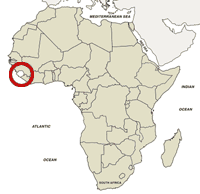 MEDITERRANEAN SEA
INDIAN
OCEAN
ATLANTIC
OCEAN
SOUTH AFRICA